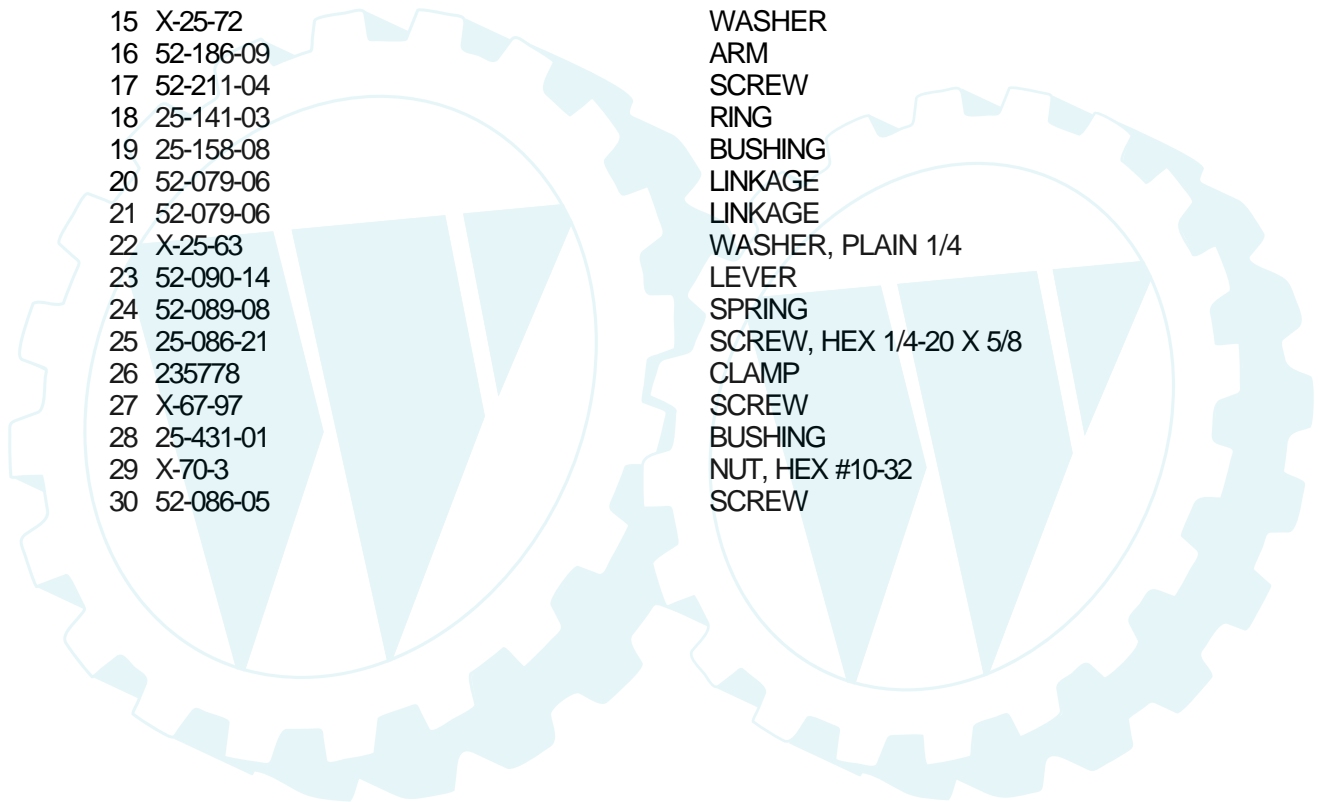 15 X-25-72 WASHER
16 52-186-09 ARM
17 52-211-04 SCREW
18 25-141-03 RING
19 25-158-08 BUSHING
20 52-079-06 LINKAGE
21 52-079-06 LINKAGE
22 X-25-63 WASHER, PLAIN 1/4
23 52-090-14 LEVER
24 52-089-08 SPRING
25 25-086-21 SCREW, HEX 1/4-20 X 5/8
26 235778 CLAMP
27 X-67-97 SCREW
28 25-431-01 BUSHING
29 X-70-3 NUT, HEX #10-32
30 52-086-05 SCREW